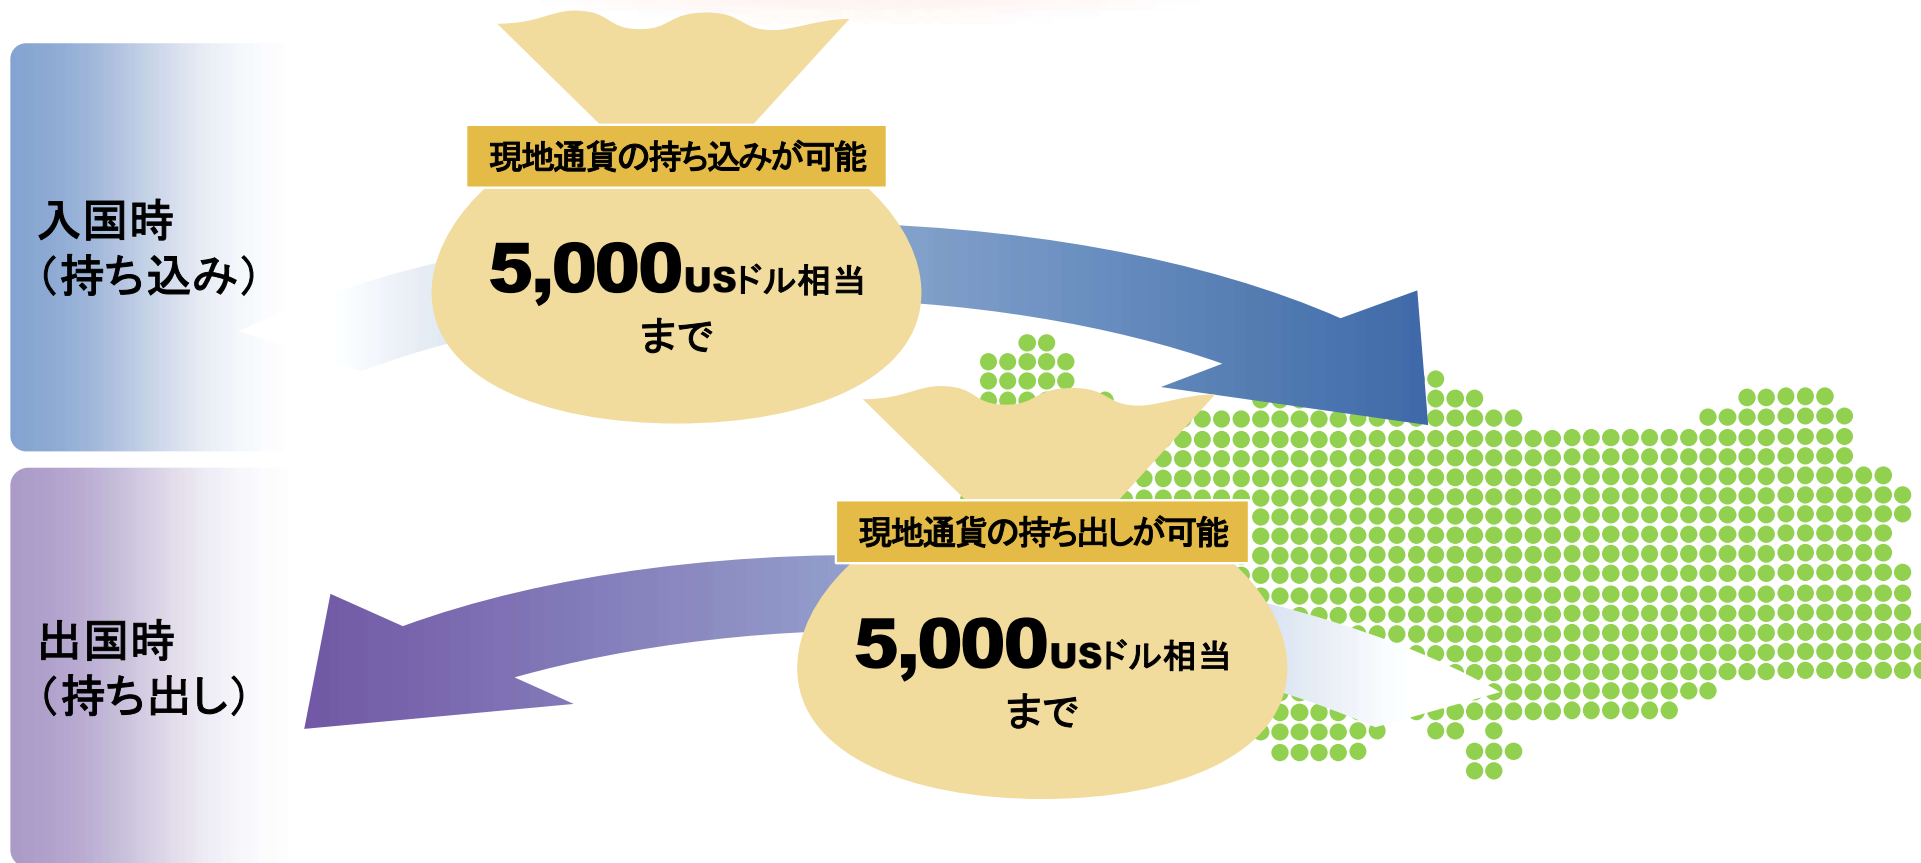 入国時
（持ち込み）
現地通貨の持ち込みが可能
5,000USドル相当
まで
出国時
（持ち出し）
現地通貨の持ち出しが可能
5,000USドル相当
まで